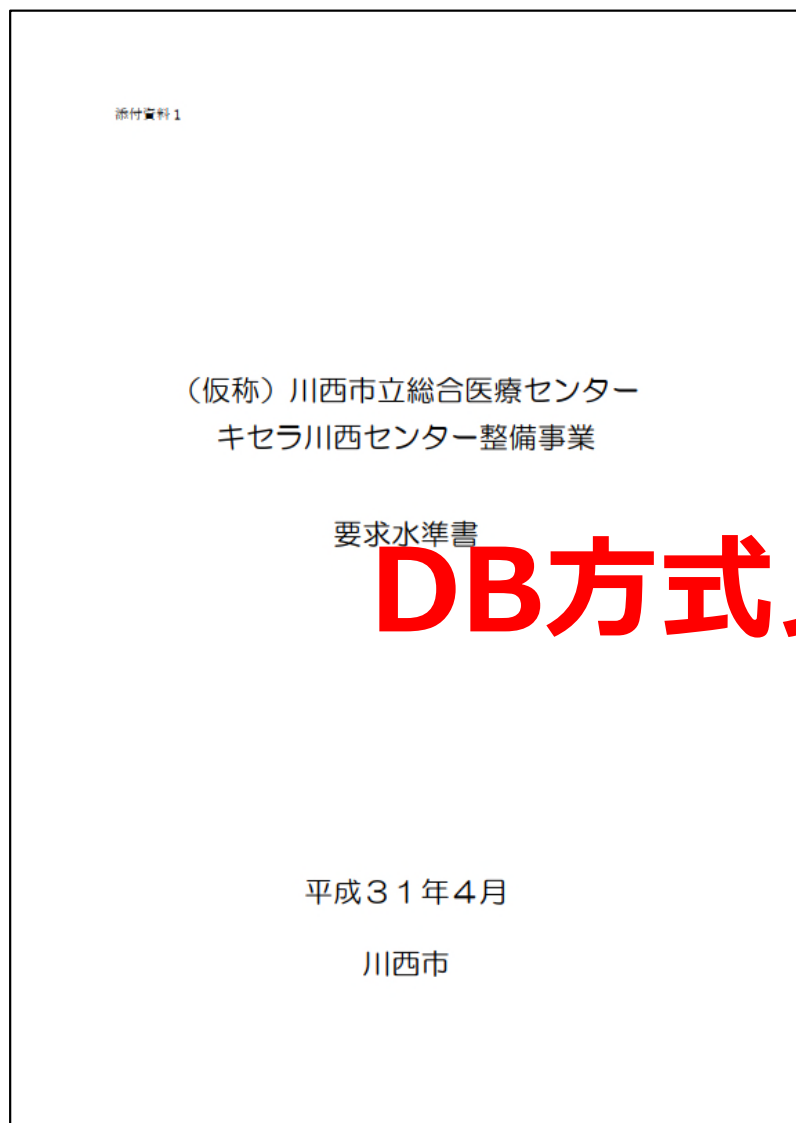 添付資料1
（仮称）川西市立総合医療センター
キセラ川西センター整備事業
要求水準書
DB方式
平成３１年４月
川西市